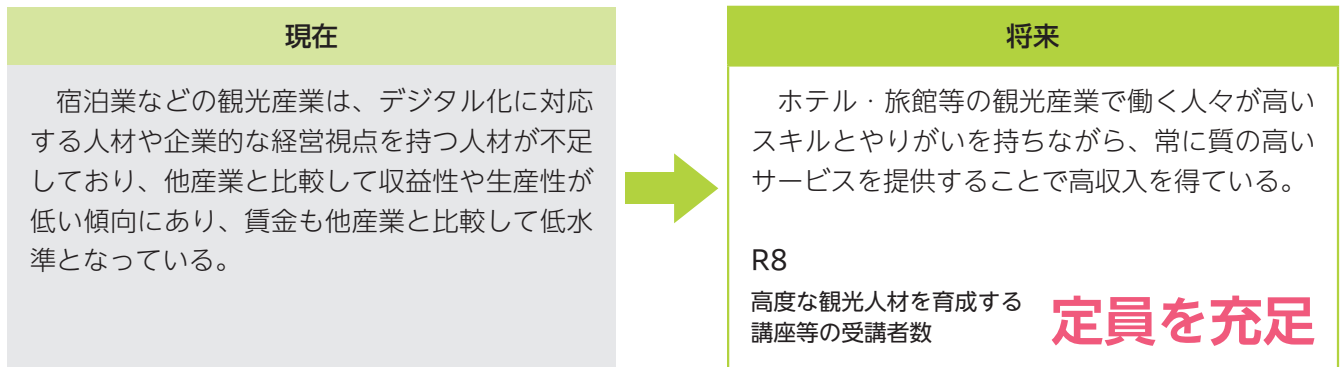 現在
　宿泊業などの観光産業は、デジタル化に対応
する人材や企業的な経営視点を持つ人材が不足
しており、他産業と比較して収益性や生産性が
低い傾向にあり、賃金も他産業と比較して低水
準となっている。
将来
　ホテル・旅館等の観光産業で働く人々が高い
スキルとやりがいを持ちながら、常に質の高い
サービスを提供することで高収入を得ている。
R8
高度な観光人材を育成する
講座等の受講者数
定員を充足